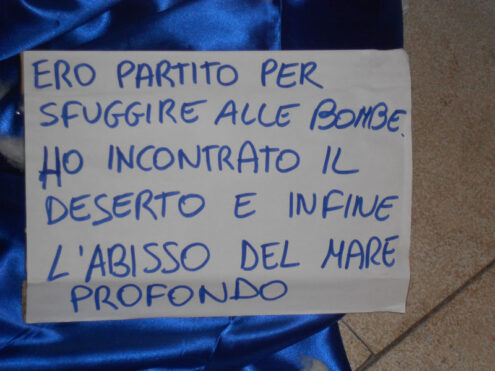 ERO PARTITO PER
SFUGGIRE ALLE BOMBE.
HO INCONTRATO IL
DESERTO E INFINE
L'ABISSO DEL MARE
PROFONDO